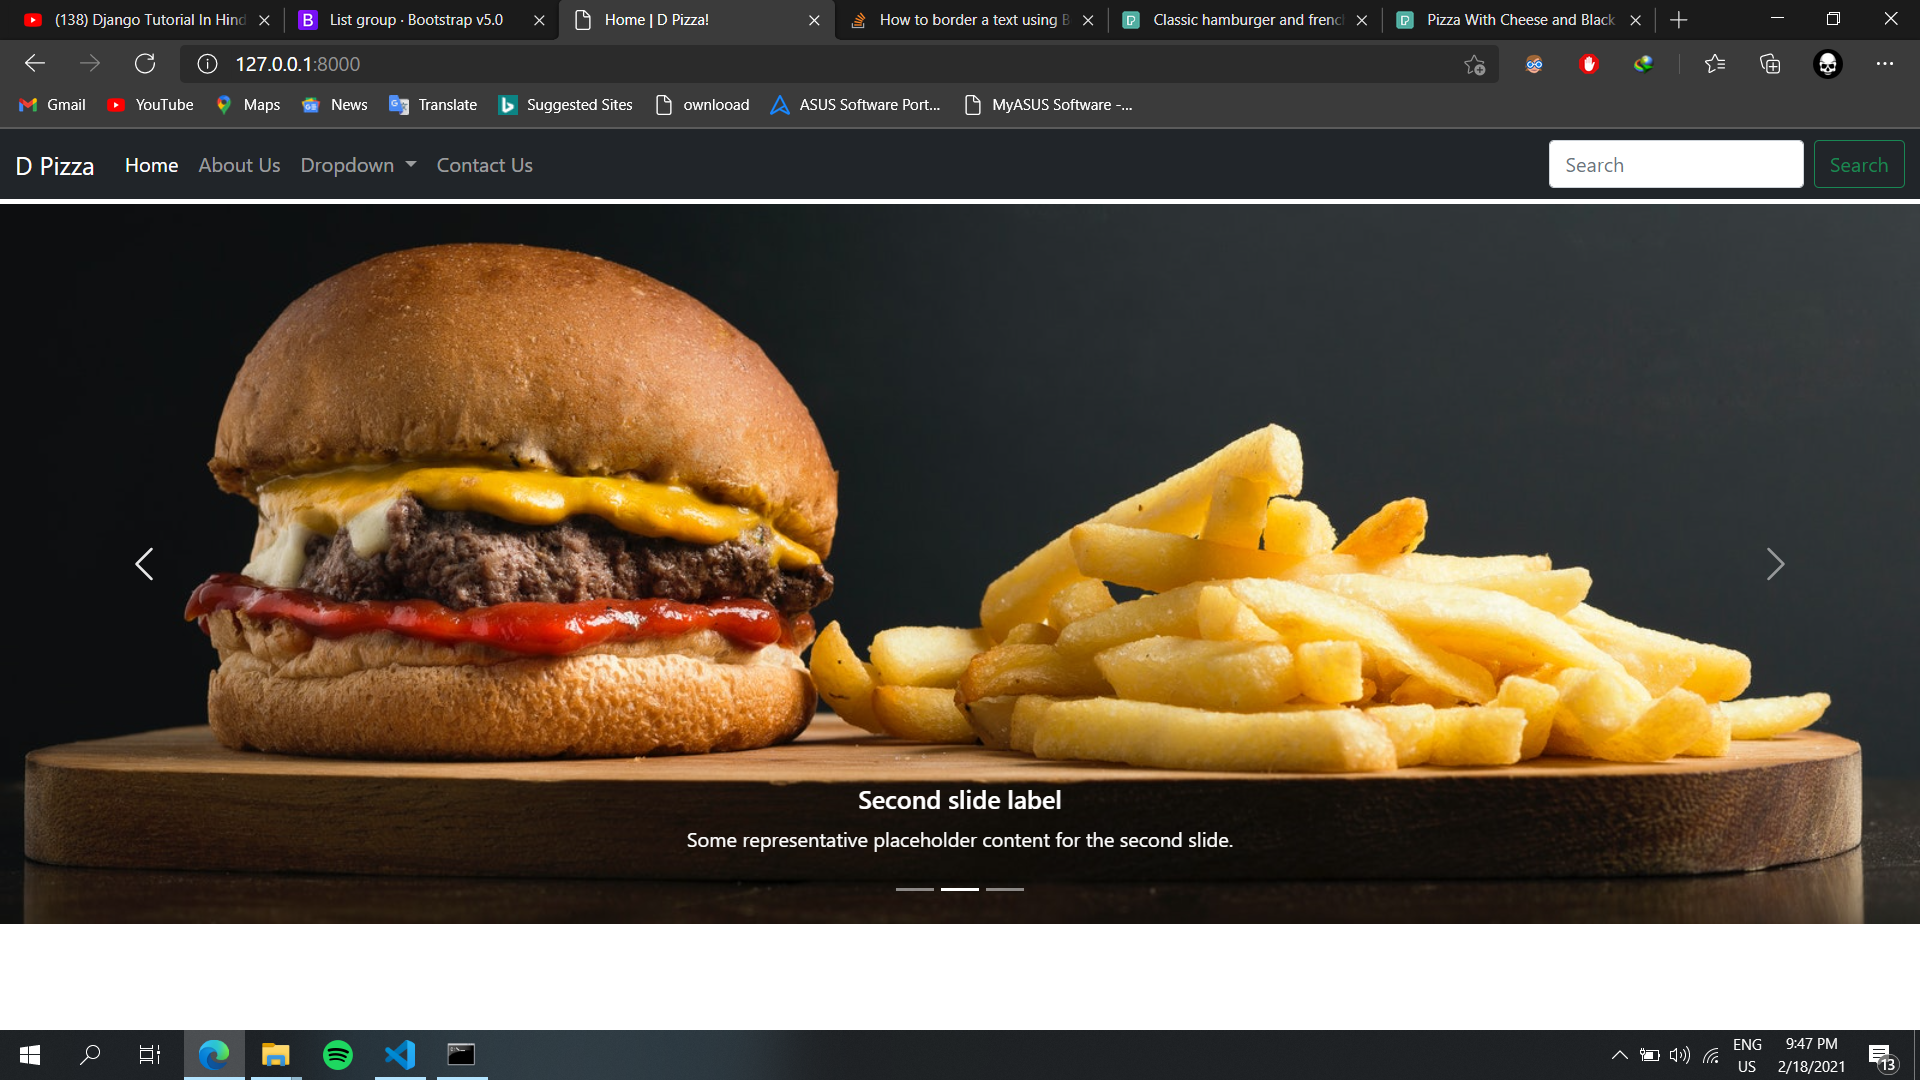 (138) Django Tutorial In Hind
List group · Bootstrap v5.0
Home | D Pizza!
How to border a text using B
Classic hamburger and french
Pizza With Cheese and Black
127.0.0.1:8000
Gmail
YouTube
Maps
News
Translate
Suggested Sites
ownlooad
ASUS Software Port...
MyASUS Software -...
D Pizza
Home
About Us
Dropdown
Contact Us
Search
Search
Second slide label
Some representative placeholder content for the second slide.
ENG
US
9:47 PM
2/18/2021
13